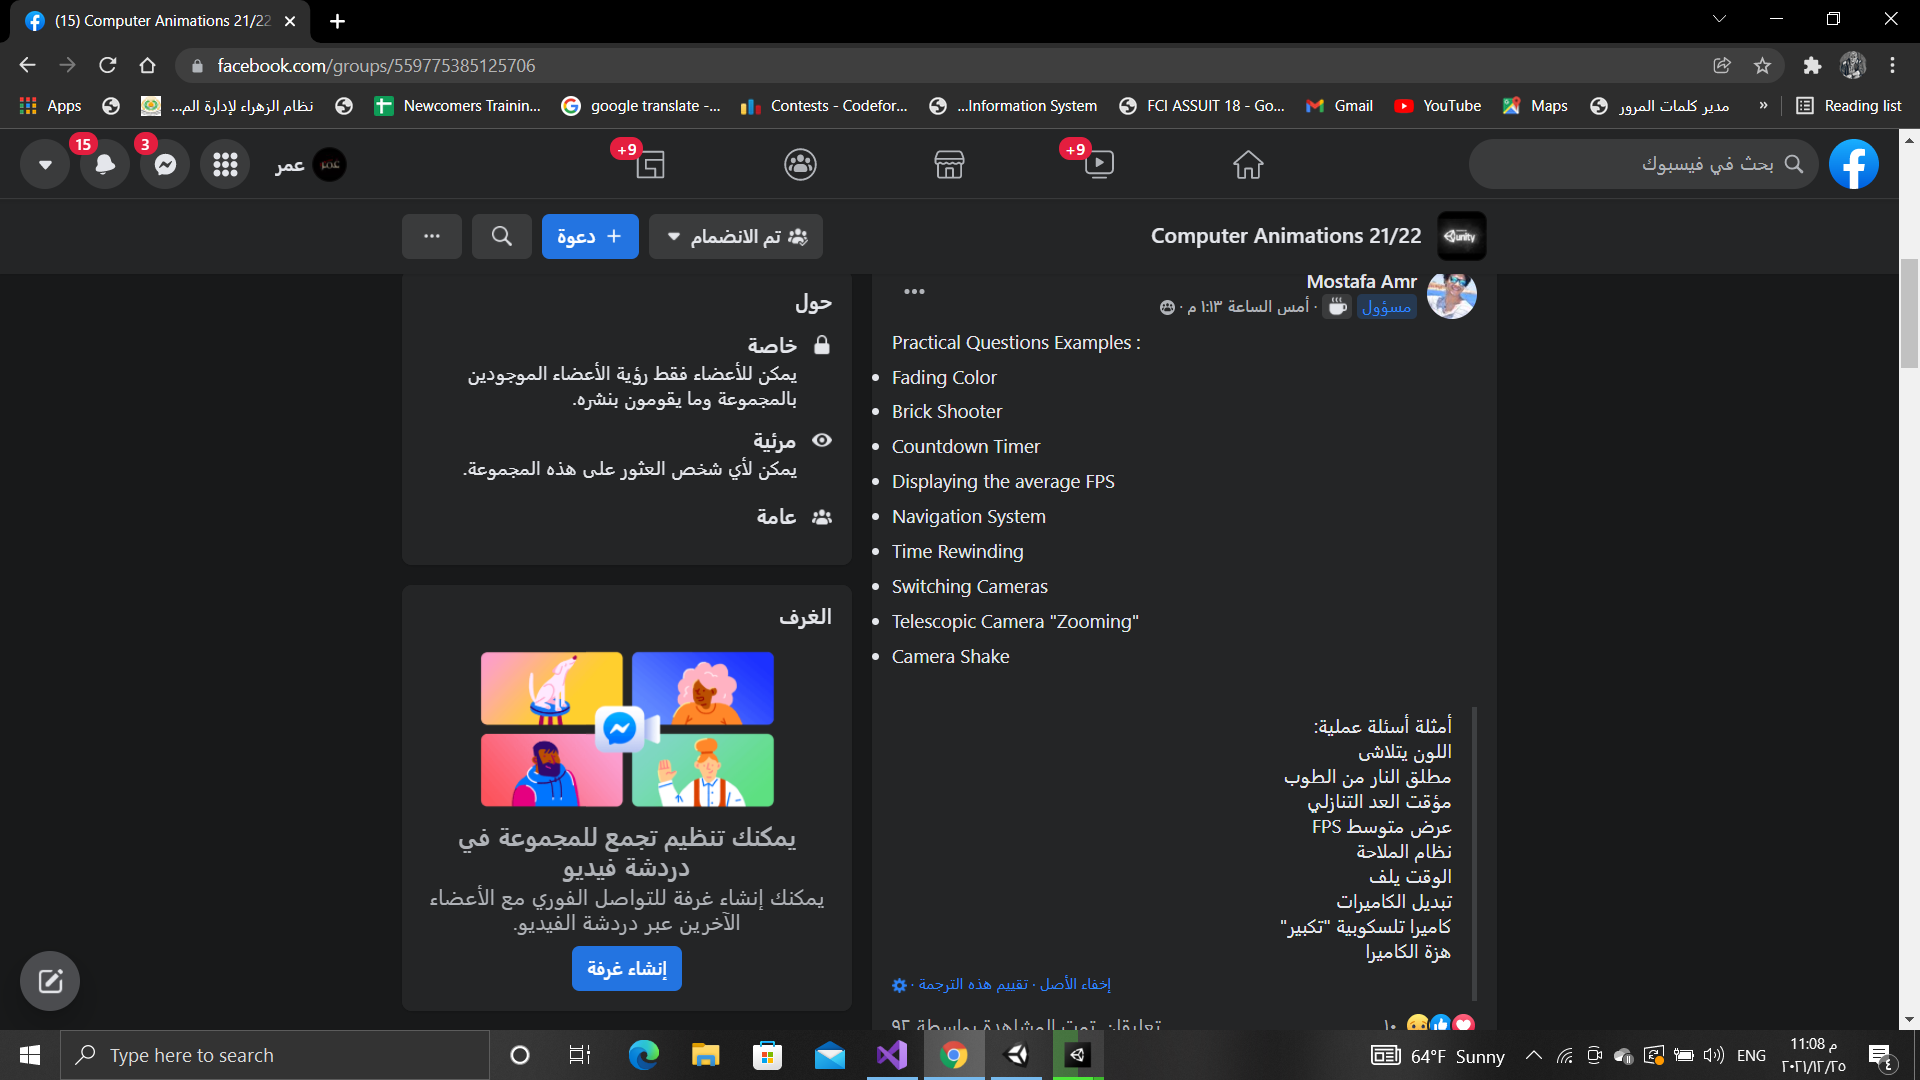 (15) Computer Animations 21/22
facebook.com/groups/559775385125706
Apps
نظام الزهراء لإدارة الم...
Newcomers Trainin...
google translate -...
Contests - Codefor...
...Information System
FCI ASSUIT 18 - Go...
Gmail
YouTube
Maps
مدير كلمات المرور
»
Reading list
15
3
عمر
+9
+9
بحث في فيسبوك
دعوة +
تم الانضمام
Computer Animations 21/22
unity
حول
خاصة
يمكن للأعضاء فقط رؤية الأعضاء الموجودين
بالمجموعة وما يقومون بنشره.
مرئية
يمكن لأي شخص العثور على هذه المجموعة.
عامة
الغرف
يمكنك تنظيم تجمع للمجموعة في
دردشة فيديو
يمكنك إنشاء غرفة للتواصل الفوري مع الأعضاء
الآخرين عبر دردشة الفيديو.
إنشاء غرفة
Mostafa Amr
مسؤول · أمس الساعة ١:١٣ م ·
Practical Questions Examples :
• Fading Color
• Brick Shooter
• Countdown Timer
• Displaying the average FPS
• Navigation System
• Time Rewinding
• Switching Cameras
• Telescopic Camera "Zooming"
• Camera Shake
أمثلة أسئلة عملية:
اللون يتلاشى
مطلق النار من الطوب
مؤقت العد التنازلي
عرض متوسط FPS
نظام الملاحة
الوقت يلف
تبديل الكاميرات
كاميرا تلسكوبية "تكبير"
هزة الكاميرا
إخفاء الأصل · تقييم هذه الترجمة ·
١٠
تعليقان تمت المشاهدة بواسطة ٩٢
Type here to search
64°F Sunny
ENG
11:08 م
٢٠٢١/١٢/٢٥
٤